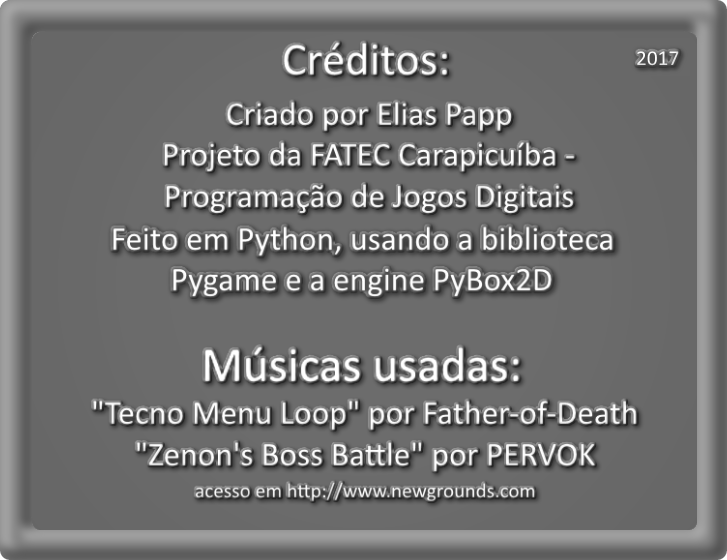 Créditos:
2017
Criado por Elias Papp
Projeto da FATEC Carapicuíba -
Programação de Jogos Digitais
Feito em Python, usando a biblioteca
Pygame e a engine PyBox2D
Músicas usadas:
"Tecno Menu Loop" por Father-of-Death
"Zenon's Boss Battle" por PERVOK
acesso em http://www.newgrounds.com